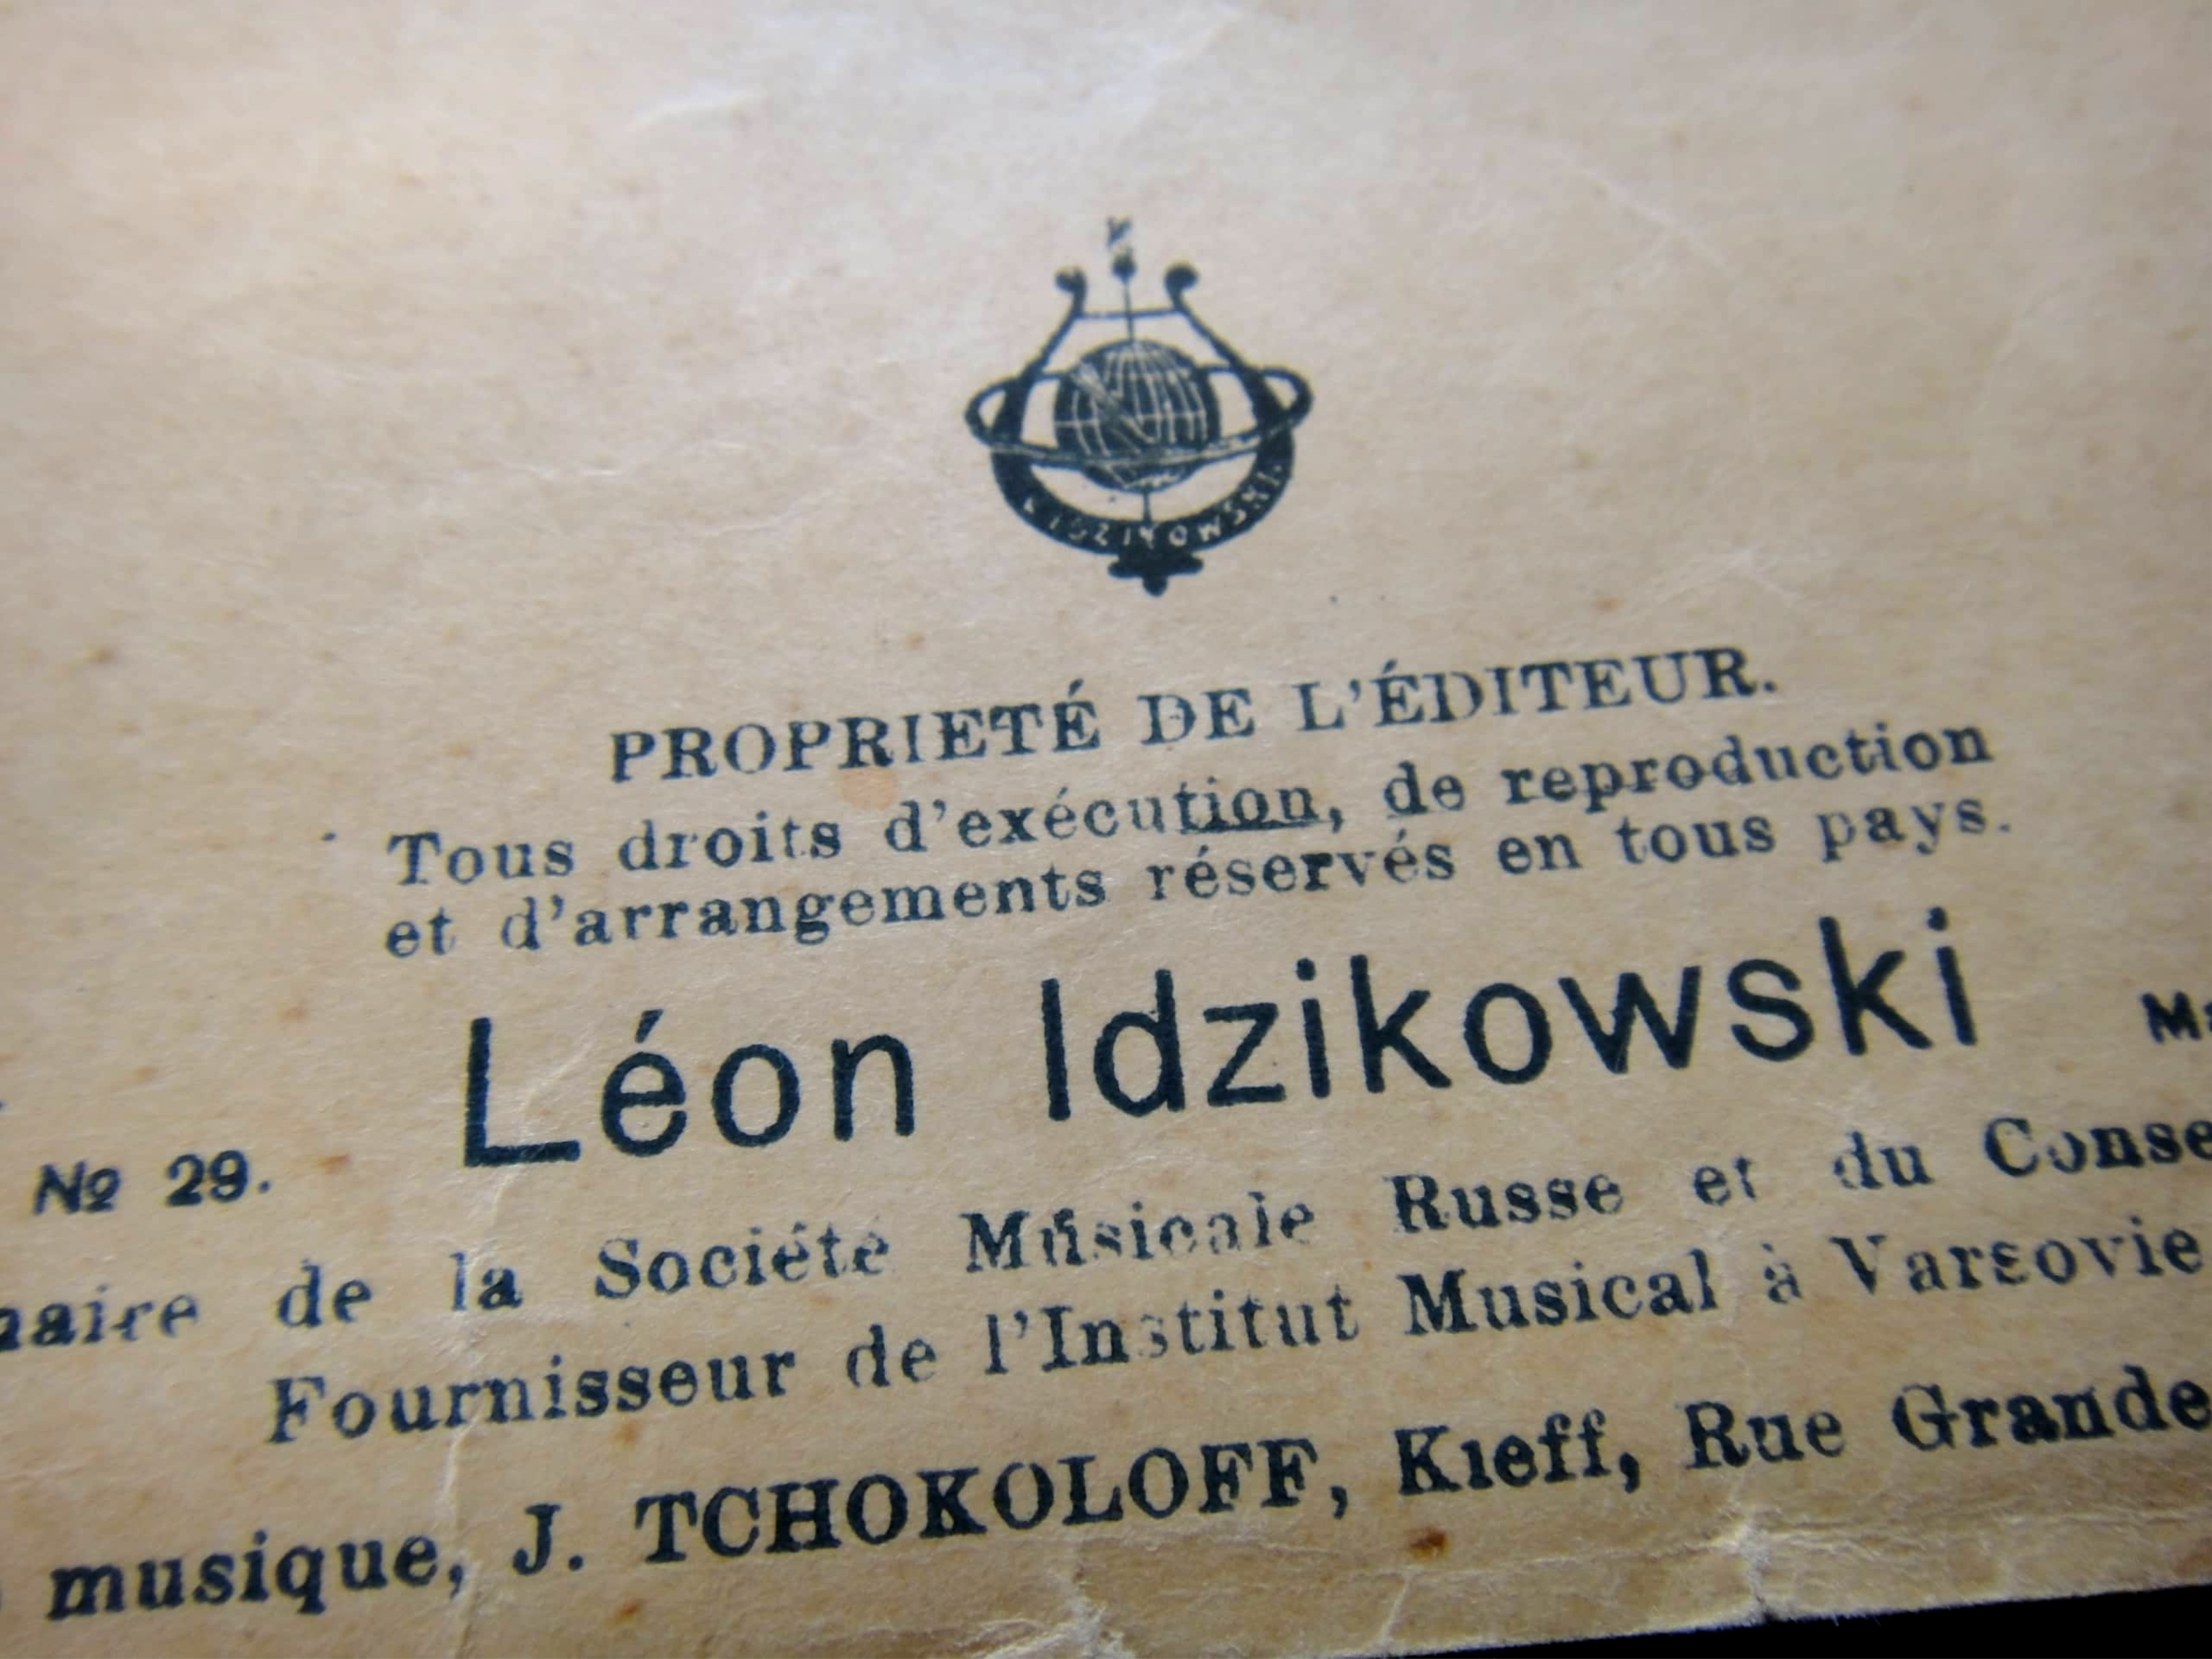 IDZIKOWSKI
PROPRIETÉ DE L'ÉDITEUR.
Tous droits d'exécution, de reproduction
et d'arrangements réservés en tous pays.
№ 29. Léon Idzikowski
de la Société Musicale Russe et du Conse
Fournisseur de l'Institut Musical à Varsovie
musique, J. TCHOKOLOFF, Kieff, Rue Grande